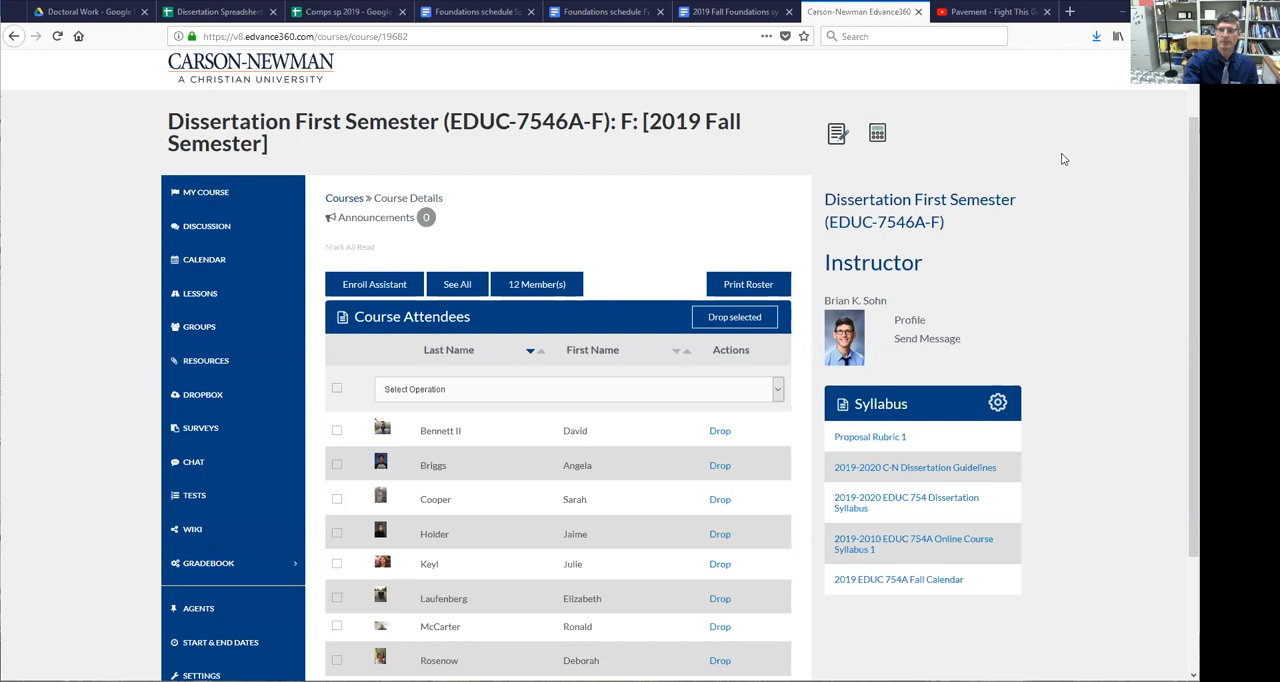 Doctoral Work - Google
Dissertation Spreadsheet
Comps sp 2019 - Google
Foundations schedule S
Foundations schedule Fa
2019 Fall Foundations sy
Carson-Newman Edvance360
Pavement - Fight This G
https://v8.edvance360.com/courses/course/19682
Search
CARSON-NEWMAN
A CHRISTIAN UNIVERSITY
Dissertation First Semester (EDUC-7546A-F): F: [2019 Fall
Semester]
MY COURSE
DISCUSSION
CALENDAR
LESSONS
GROUPS
RESOURCES
DROPBOX
SURVEYS
CHAT
TESTS
WIKI
GRADEBOOK
AGENTS
START & END DATES
SETTINGS
Courses » Course Details
Announcements 0
Mark All Read
Enroll Assistant
See All
12 Member(s)
Print Roster
Course Attendees
Drop selected
Last Name First Name Actions
Select Operation
Bennett II David Drop
Briggs Angela Drop
Cooper Sarah Drop
Holder Jaime Drop
Keyl Julie Drop
Laufenberg Elizabeth Drop
McCarter Ronald Drop
Rosenow Deborah Drop
Dissertation First Semester
(EDUC-7546A-F)
Instructor
Brian K. Sohn
Profile
Send Message
Syllabus
Proposal Rubric 1
2019-2020 C-N Dissertation Guidelines
2019-2020 EDUC 754 Dissertation
Syllabus
2019-2010 EDUC 754A Online Course
Syllabus 1
2019 EDUC 754A Fall Calendar